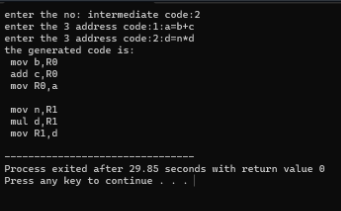 enter the no: intermediate code:2
enter the 3 address code:1:a=b+c
enter the 3 address code:2:d=n*d
the generated code is:
mov b,R0
add c,R0
mov R0,a
mov n,R1
mul d,R1
mov R1,d
--------------------------------
Process exited after 29.85 seconds with return value 0
Press any key to continue . . .